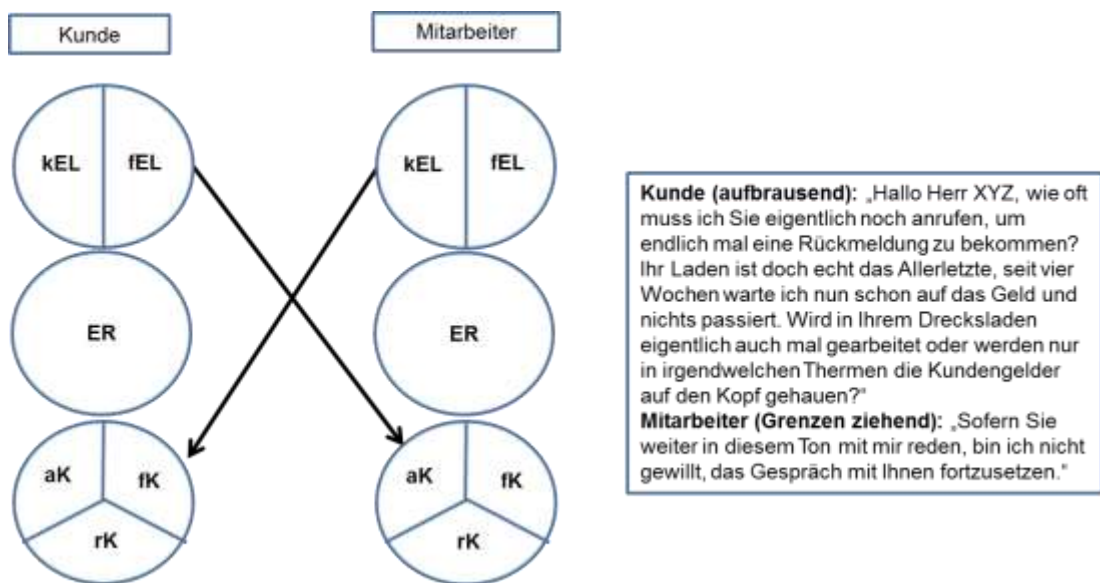 Kunde
Mitarbeiter
kEL
fEL
kEL
fEL
ER
ER
aK
fK
rK
aK
fK
rK
Kunde (aufbrausend): „Hallo Herr XYZ, wie oft
muss ich Sie eigentlich noch anrufen, um
endlich mal eine Rückmeldung zu bekommen?
Ihr Laden ist doch echt das Allerletzte, seit vier
Wochen warte ich nun schon auf das Geld und
nichts passiert. Wird in Ihrem Drecksladen
eigentlich auch mal gearbeitet oder werden nur
in irgendwelchen Thermen die Kundengelder
auf den Kopf gehauen?“
Mitarbeiter (Grenzen ziehend): „Sofern Sie
weiter in diesem Ton mit mir reden, bin ich nicht
gewillt, das Gespräch mit Ihnen fortzusetzen.“